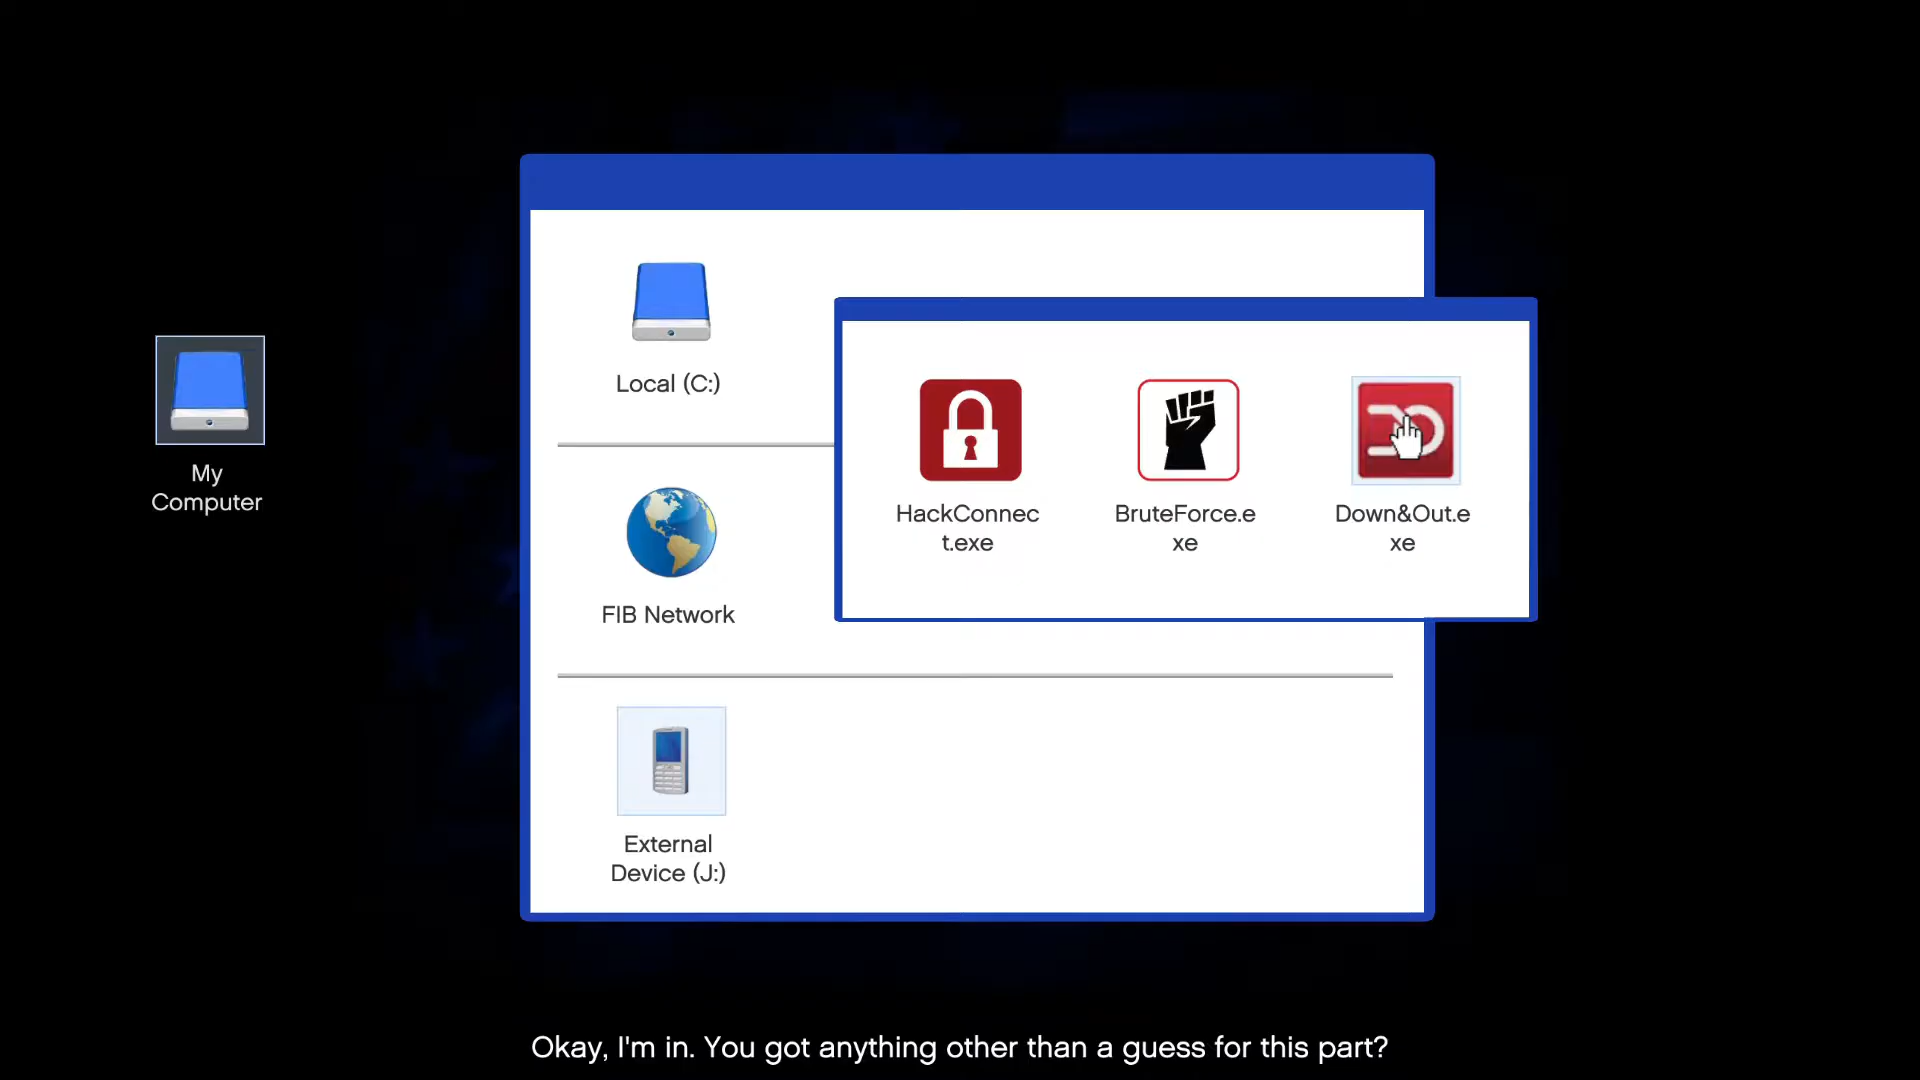 Local (C:)
My
Computer
HackConnec
t.exe
BruteForce.e
xe
Down&Out.e
xe
FIB Network
External
Device (J:)
Okay, I'm in. You got anything other than a guess for this part?